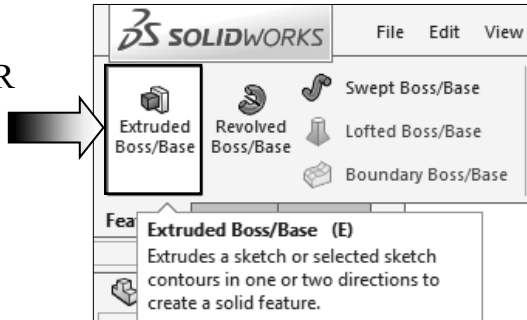 SOLIDWORKS File Edit View
R
Extruded Boss/Base
Revolved Boss/Base
Swept Boss/Base
Lofted Boss/Base
Boundary Boss/Base
Fea
Extruded Boss/Base (E)
Extrudes a sketch or selected sketch
contours in one or two directions to
create a solid feature.